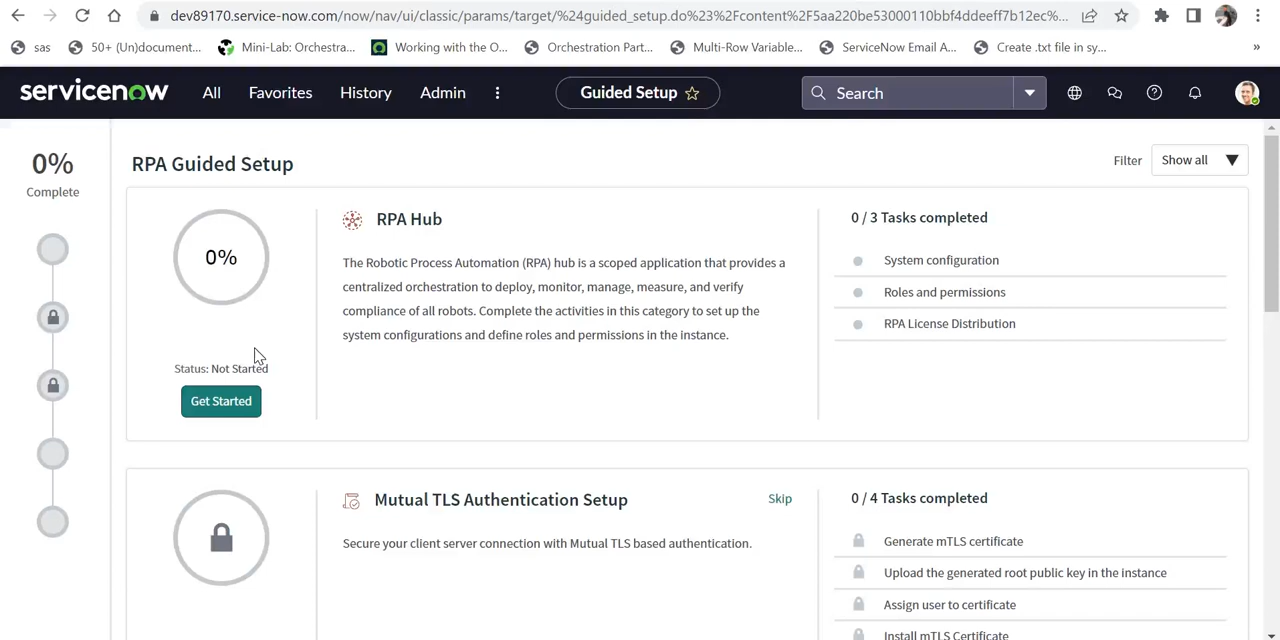 dev89170.service-now.com/now/nav/ui/classic/params/target/%24guided_setup.do%23%2Fcontent%2F5aa220be53000110bbf4ddeeff7b12ec%...
sas
50+ (Un)document...
Mini-Lab: Orchestra...
Working with the O...
Orchestration Part...
Multi-Row Variable...
ServiceNow Email A...
Create .txt file in sy...
»
servicenow
All
Favorites
History
Admin
Guided Setup
Search
0%
Complete
RPA Guided Setup
Filter
Show all
0%
Status: Not Started
Get Started
RPA Hub
The Robotic Process Automation (RPA) hub is a scoped application that provides a
centralized orchestration to deploy, monitor, manage, measure, and verify
compliance of all robots. Complete the activities in this category to set up the
system configurations and define roles and permissions in the instance.
0 / 3 Tasks completed
System configuration
Roles and permissions
RPA License Distribution
Mutual TLS Authentication Setup
Skip
Secure your client server connection with Mutual TLS based authentication.
0 / 4 Tasks completed
Generate mTLS certificate
Upload the generated root public key in the instance
Assign user to certificate
Install mTLS Certificate